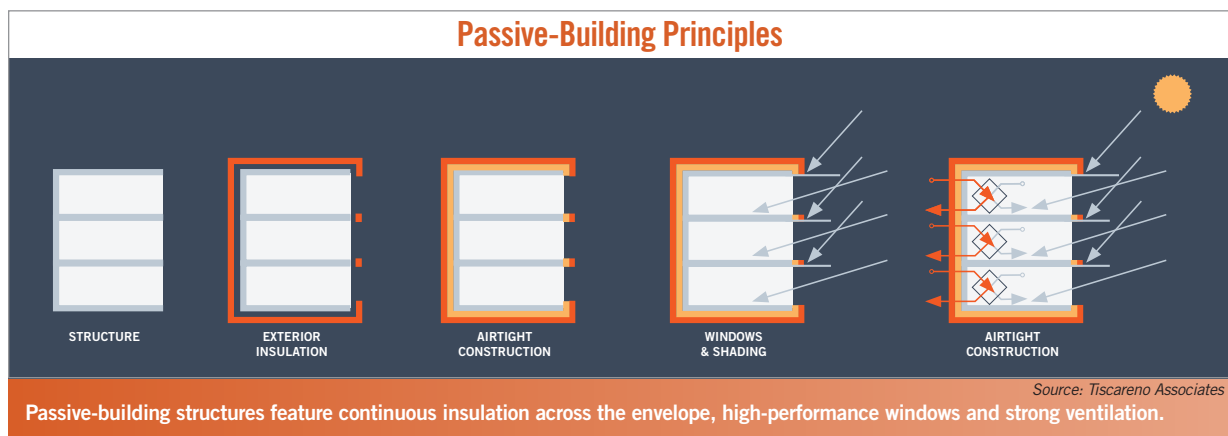 Passive-Building Principles
STRUCTURE
EXTERIOR
INSULATION
AIRTIGHT
CONSTRUCTION
WINDOWS
& SHADING
AIRTIGHT
CONSTRUCTION
Source: Tiscareno Associates
Passive-building structures feature continuous insulation across the envelope, high-performance windows and strong ventilation.